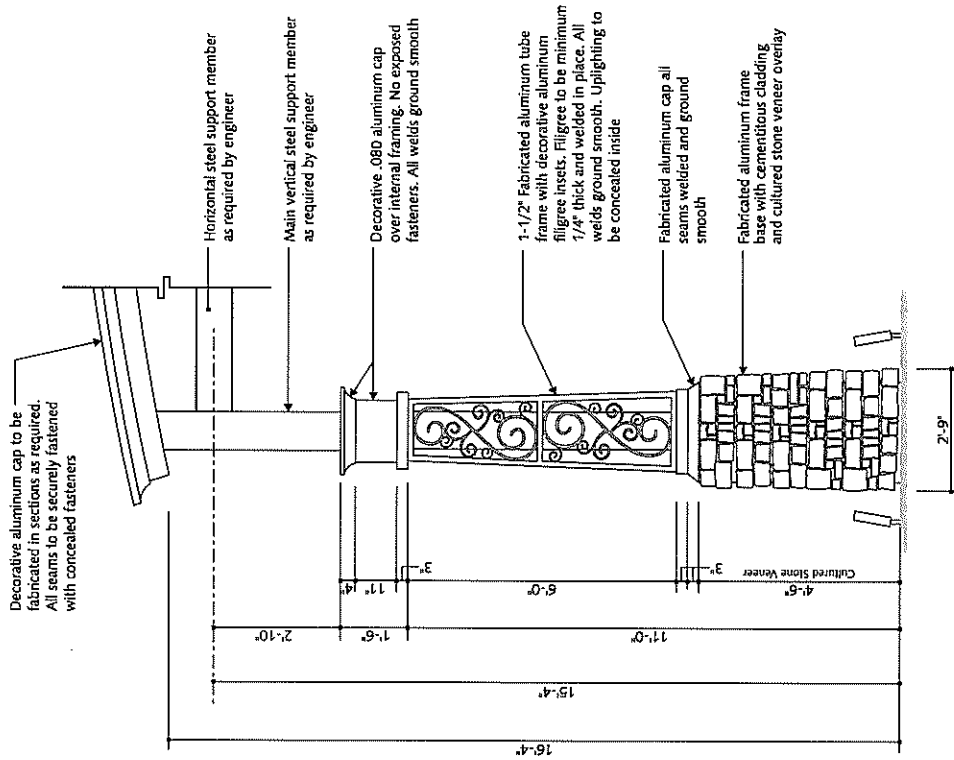 Decorative aluminum cap to be
fabricated in sections as required.
All seams to be securely fastened
with concealed fasteners
Horizontal steel support member
as required by engineer
Main vertical steel support member
as required by engineer
Decorative .080 aluminum cap
over internal framing. No exposed
fasteners. All welds ground smooth
1-1/2" Fabricated aluminum tube
frame with decorative aluminum
filigree insets. Filigree to be minimum
1/4" thick and welded in place. All
welds ground smooth. Uplighting to
be concealed inside
Fabricated aluminum cap all
seams welded and ground
smooth
Fabricated aluminum frame
base with cementitous cladding
and cultured stone veneer overlay
4"
11"
3"
6'-0"
3"
Cultured Stone Veneer
4'-6"
2'-10"
1'-6"
11'-0"
15'-4"
16'-4"
2'-9"